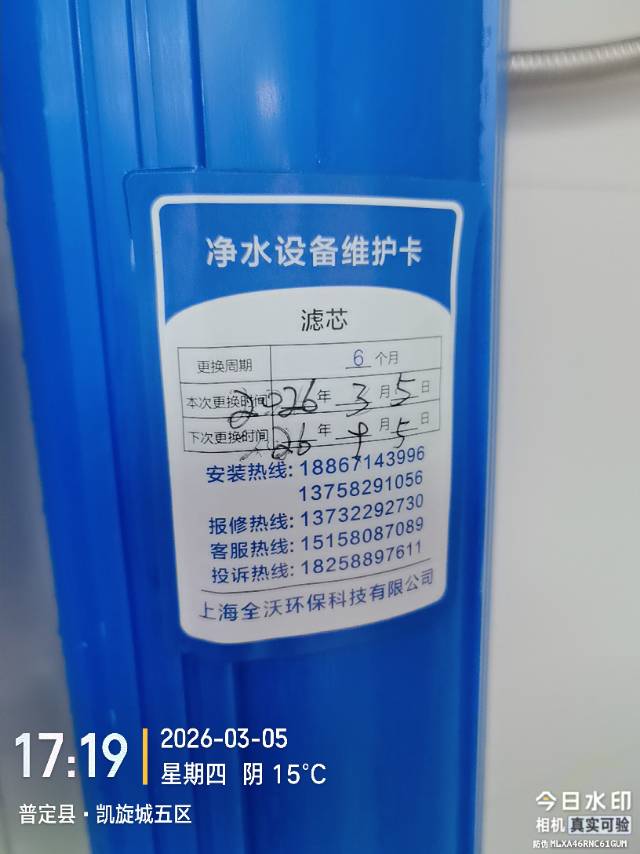 净水设备维护卡
滤芯
更换周期 6 个月
本次更换时间 2026 年 3 月 5 日
下次更换时间 26 年 9 月 5 日
安装热线: 18867143996
13758291056
报修热线: 13732292730
客服热线: 15158087089
投诉热线: 18258897611
上海全沃环保科技有限公司
17:19
2026-03-05
星期四 阴 15℃
普定县·凯旋城五区
今日水印
相机 真实可验
防伪 MLXA46RNC61GUM